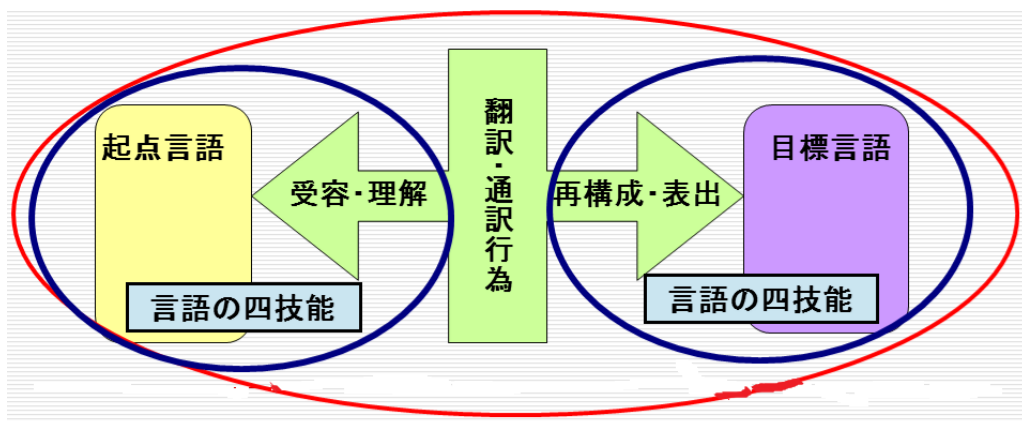 起点言語
受容・理解
言語の四技能
翻訳・通訳行為
再構成・表出
目標言語
言語の四技能